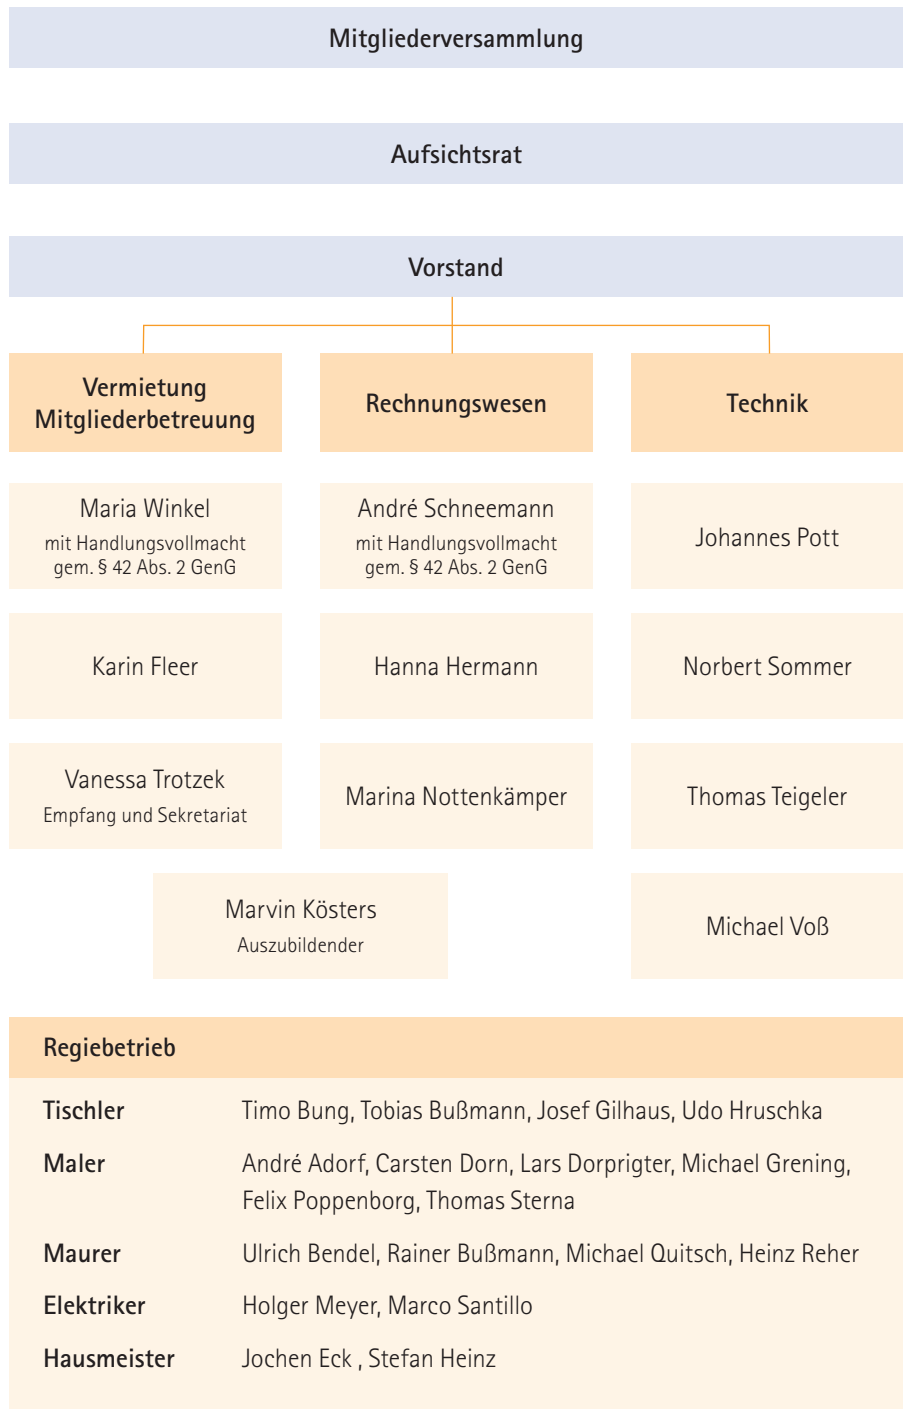 Mitgliederversammlung
Aufsichtsrat
Vorstand
Vermietung
Mitgliederbetreuung
Rechnungswesen
Technik
Maria Winkel
mit Handlungsvollmacht
gem. § 42 Abs. 2 GenG
André Schneemann
mit Handlungsvollmacht
gem. § 42 Abs. 2 GenG
Johannes Pott
Karin Fleer
Hanna Hermann
Norbert Sommer
Vanessa Trotzek
Empfang und Sekretariat
Marina Nottenkämper
Thomas Teigeler
Marvin Kösters
Auszubildender
Michael Voß
Regiebetrieb
Tischler Timo Bung, Tobias Bußmann, Josef Gilhaus, Udo Hruschka
Maler André Adorf, Carsten Dorn, Lars Dorprigter, Michael Grening,
Felix Poppenborg, Thomas Sterna
Maurer Ulrich Bendel, Rainer Bußmann, Michael Quitsch, Heinz Reher
Elektriker Holger Meyer, Marco Santillo
Hausmeister Jochen Eck , Stefan Heinz